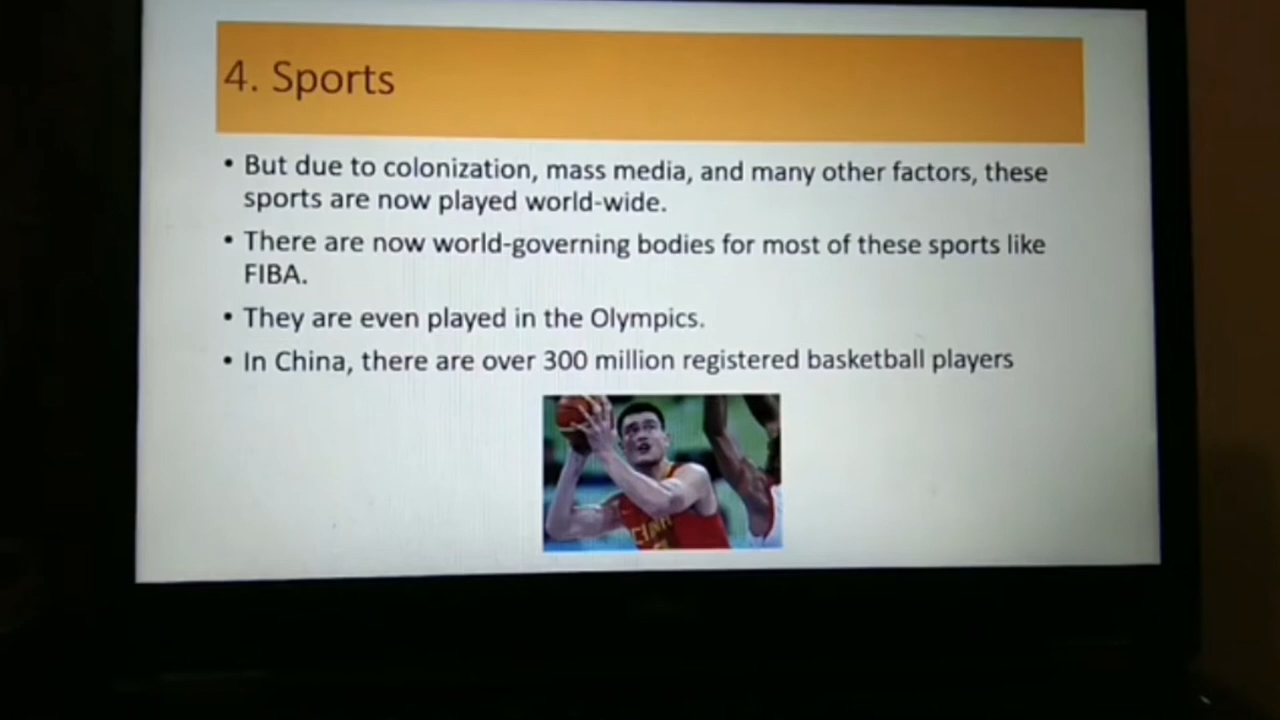 4. Sports
• But due to colonization, mass media, and many other factors, these
sports are now played world-wide.
• There are now world-governing bodies for most of these sports like
FIBA.
• They are even played in the Olympics.
• In China, there are over 300 million registered basketball players
CHINA